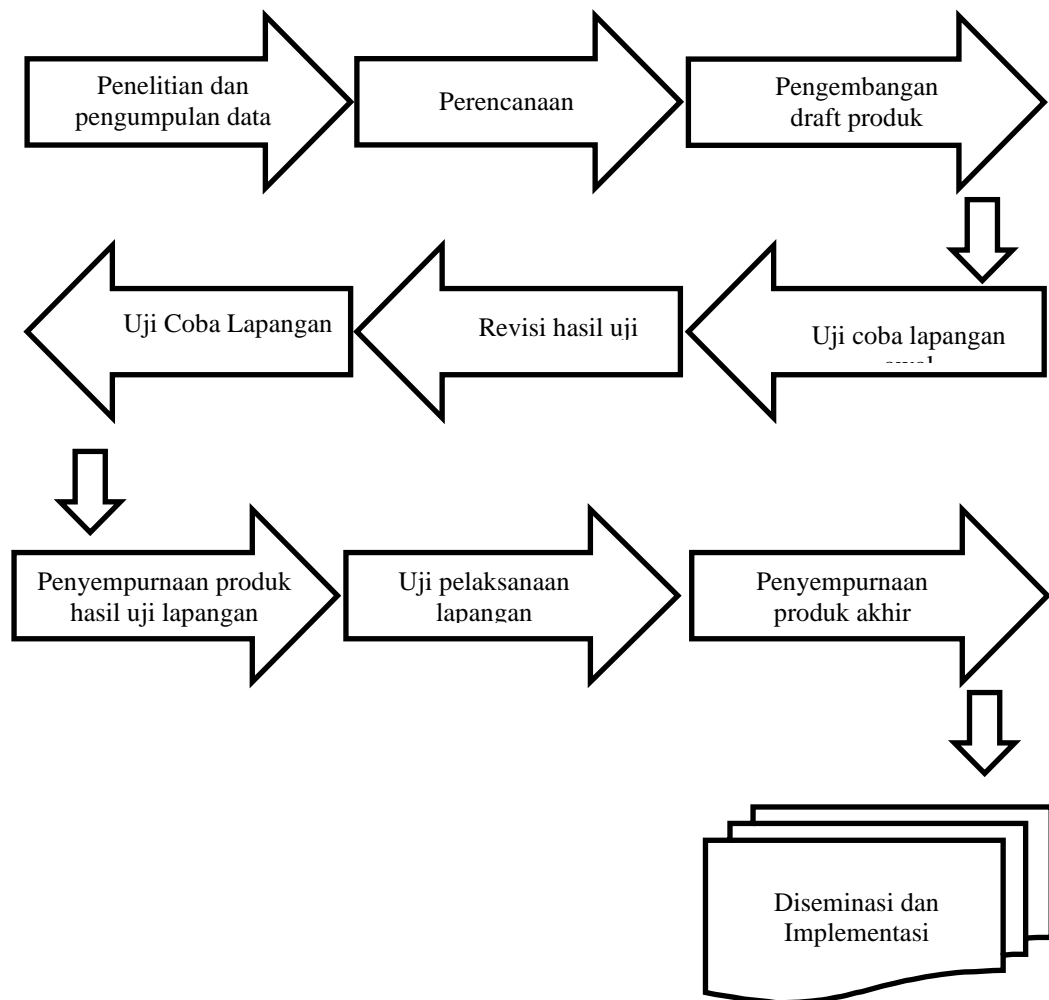 Penelitian dan
pengumpulan data
Perencanaan
Pengembangan
draft produk
Uji coba lapangan
Revisi hasil uji
Uji Coba Lapangan
Penyempurnaan produk
hasil uji lapangan
Uji pelaksanaan
lapangan
Penyempurnaan
produk akhir
Diseminasi dan
Implementasi